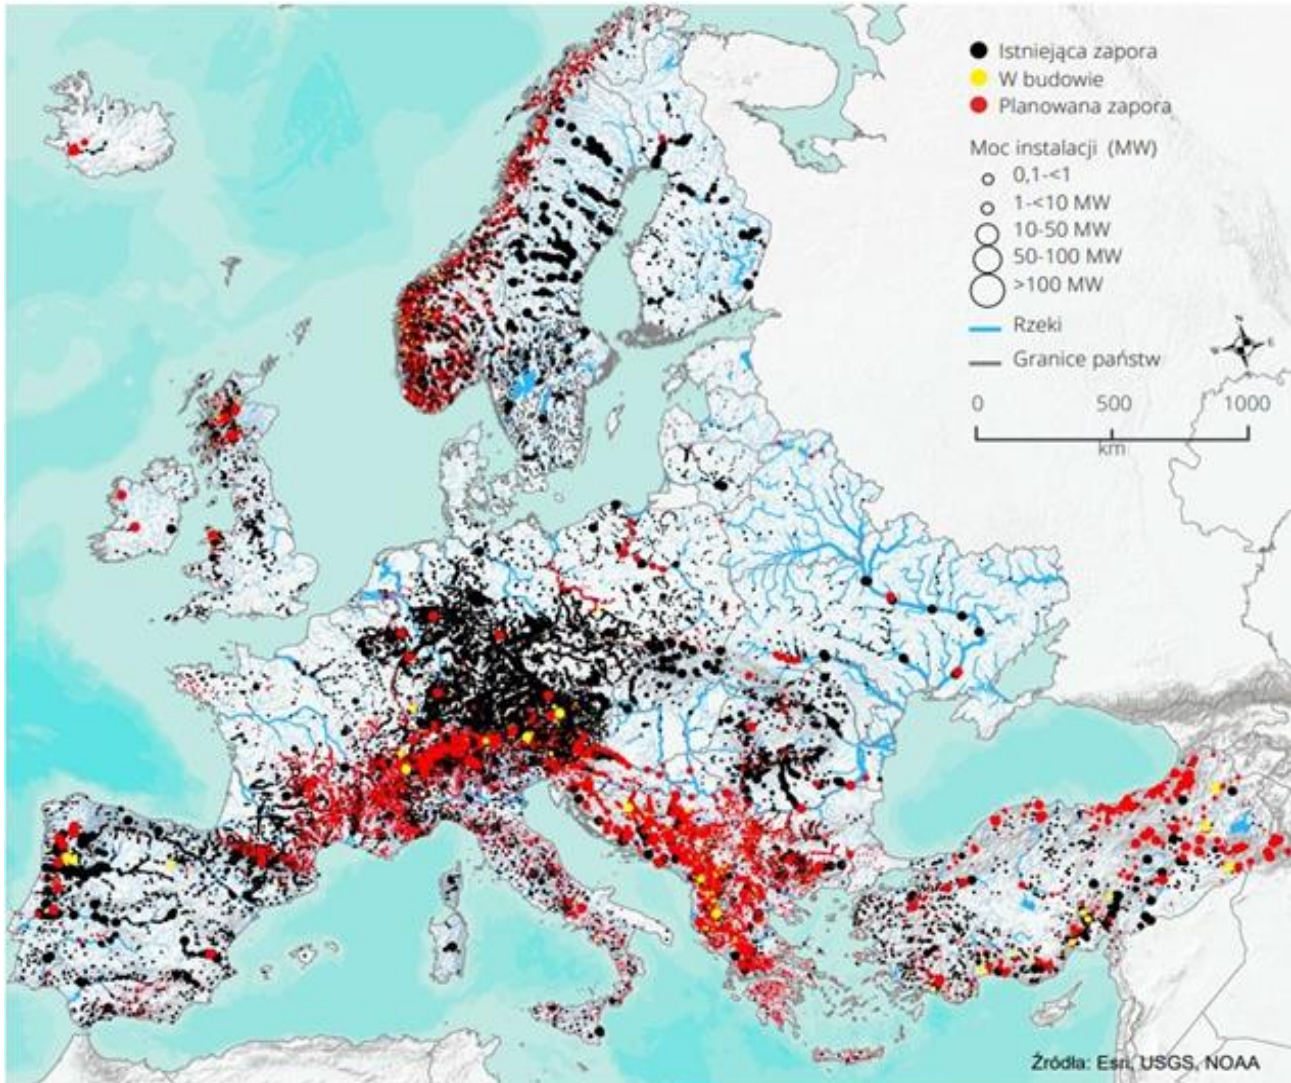 Istniejąca zapora
W budowie
Planowana zapora
Moc instalacji (MW)
0,1-<1
1-<10 MW
10-50 MW
50-100 MW
>100 MW
Rzeki
Granice państw
N
W E
S
0 500 1000
km
Źródła: Esri, USGS, NOAA